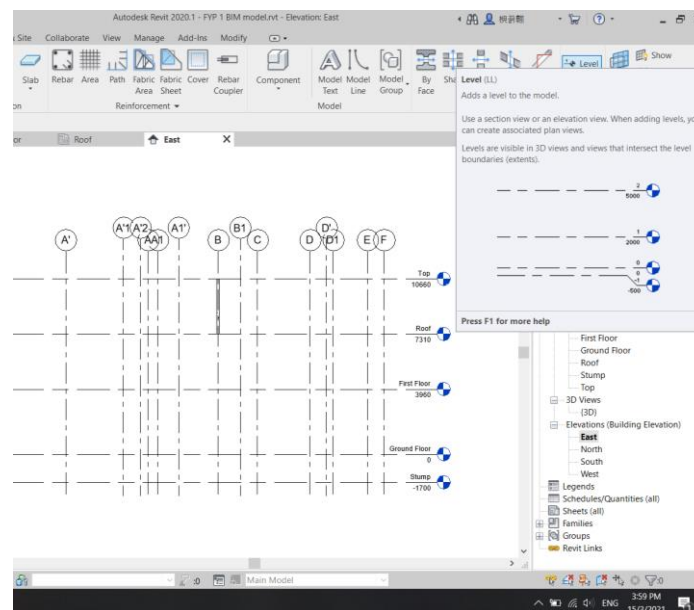 Autodesk Revit 2020.1 - FYP 1 BIM model.rvt - Elevation: East
Site Collaborate View Manage Add-Ins Modify
Slab Rebar Area Path Fabric Area Fabric Sheet Cover Rebar Coupler Component Model Text Model Line Model Group By Face Level Show
Reinforcement Model
Roof East
Level (LL)
Adds a level to the model.
Use a section view or an elevation view. When adding levels,
can create associated plan views.
Levels are visible in 3D views and views that intersect the level
boundaries (extents).
2
5000
1
2000
0
0
-1
-500
Press F1 for more help
A' A'1 A'2 A A1 A1' B B1 C D D' D1 E F
Top
10660
Roof
7310
First Floor
3960
Ground Floor
0
Stump
-1700
First Floor
Ground Floor
Roof
Stump
Top
3D Views
(3D)
Elevations (Building Elevation)
East
North
South
West
Legends
Schedules/Quantities (all)
Sheets (all)
Families
Groups
Revit Links
:0 Main Model :0
ENG 3:59 PM
15/3/2021